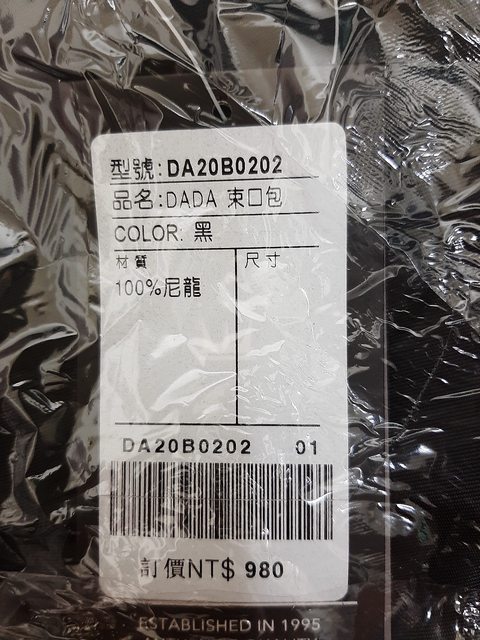 型號:DA20B0202
品名:DADA 束口包
COLOR: 黑
材質 尺寸
100%尼龍
DA20B0202 01
訂價NT$ 980
ESTABLISHED IN 1995